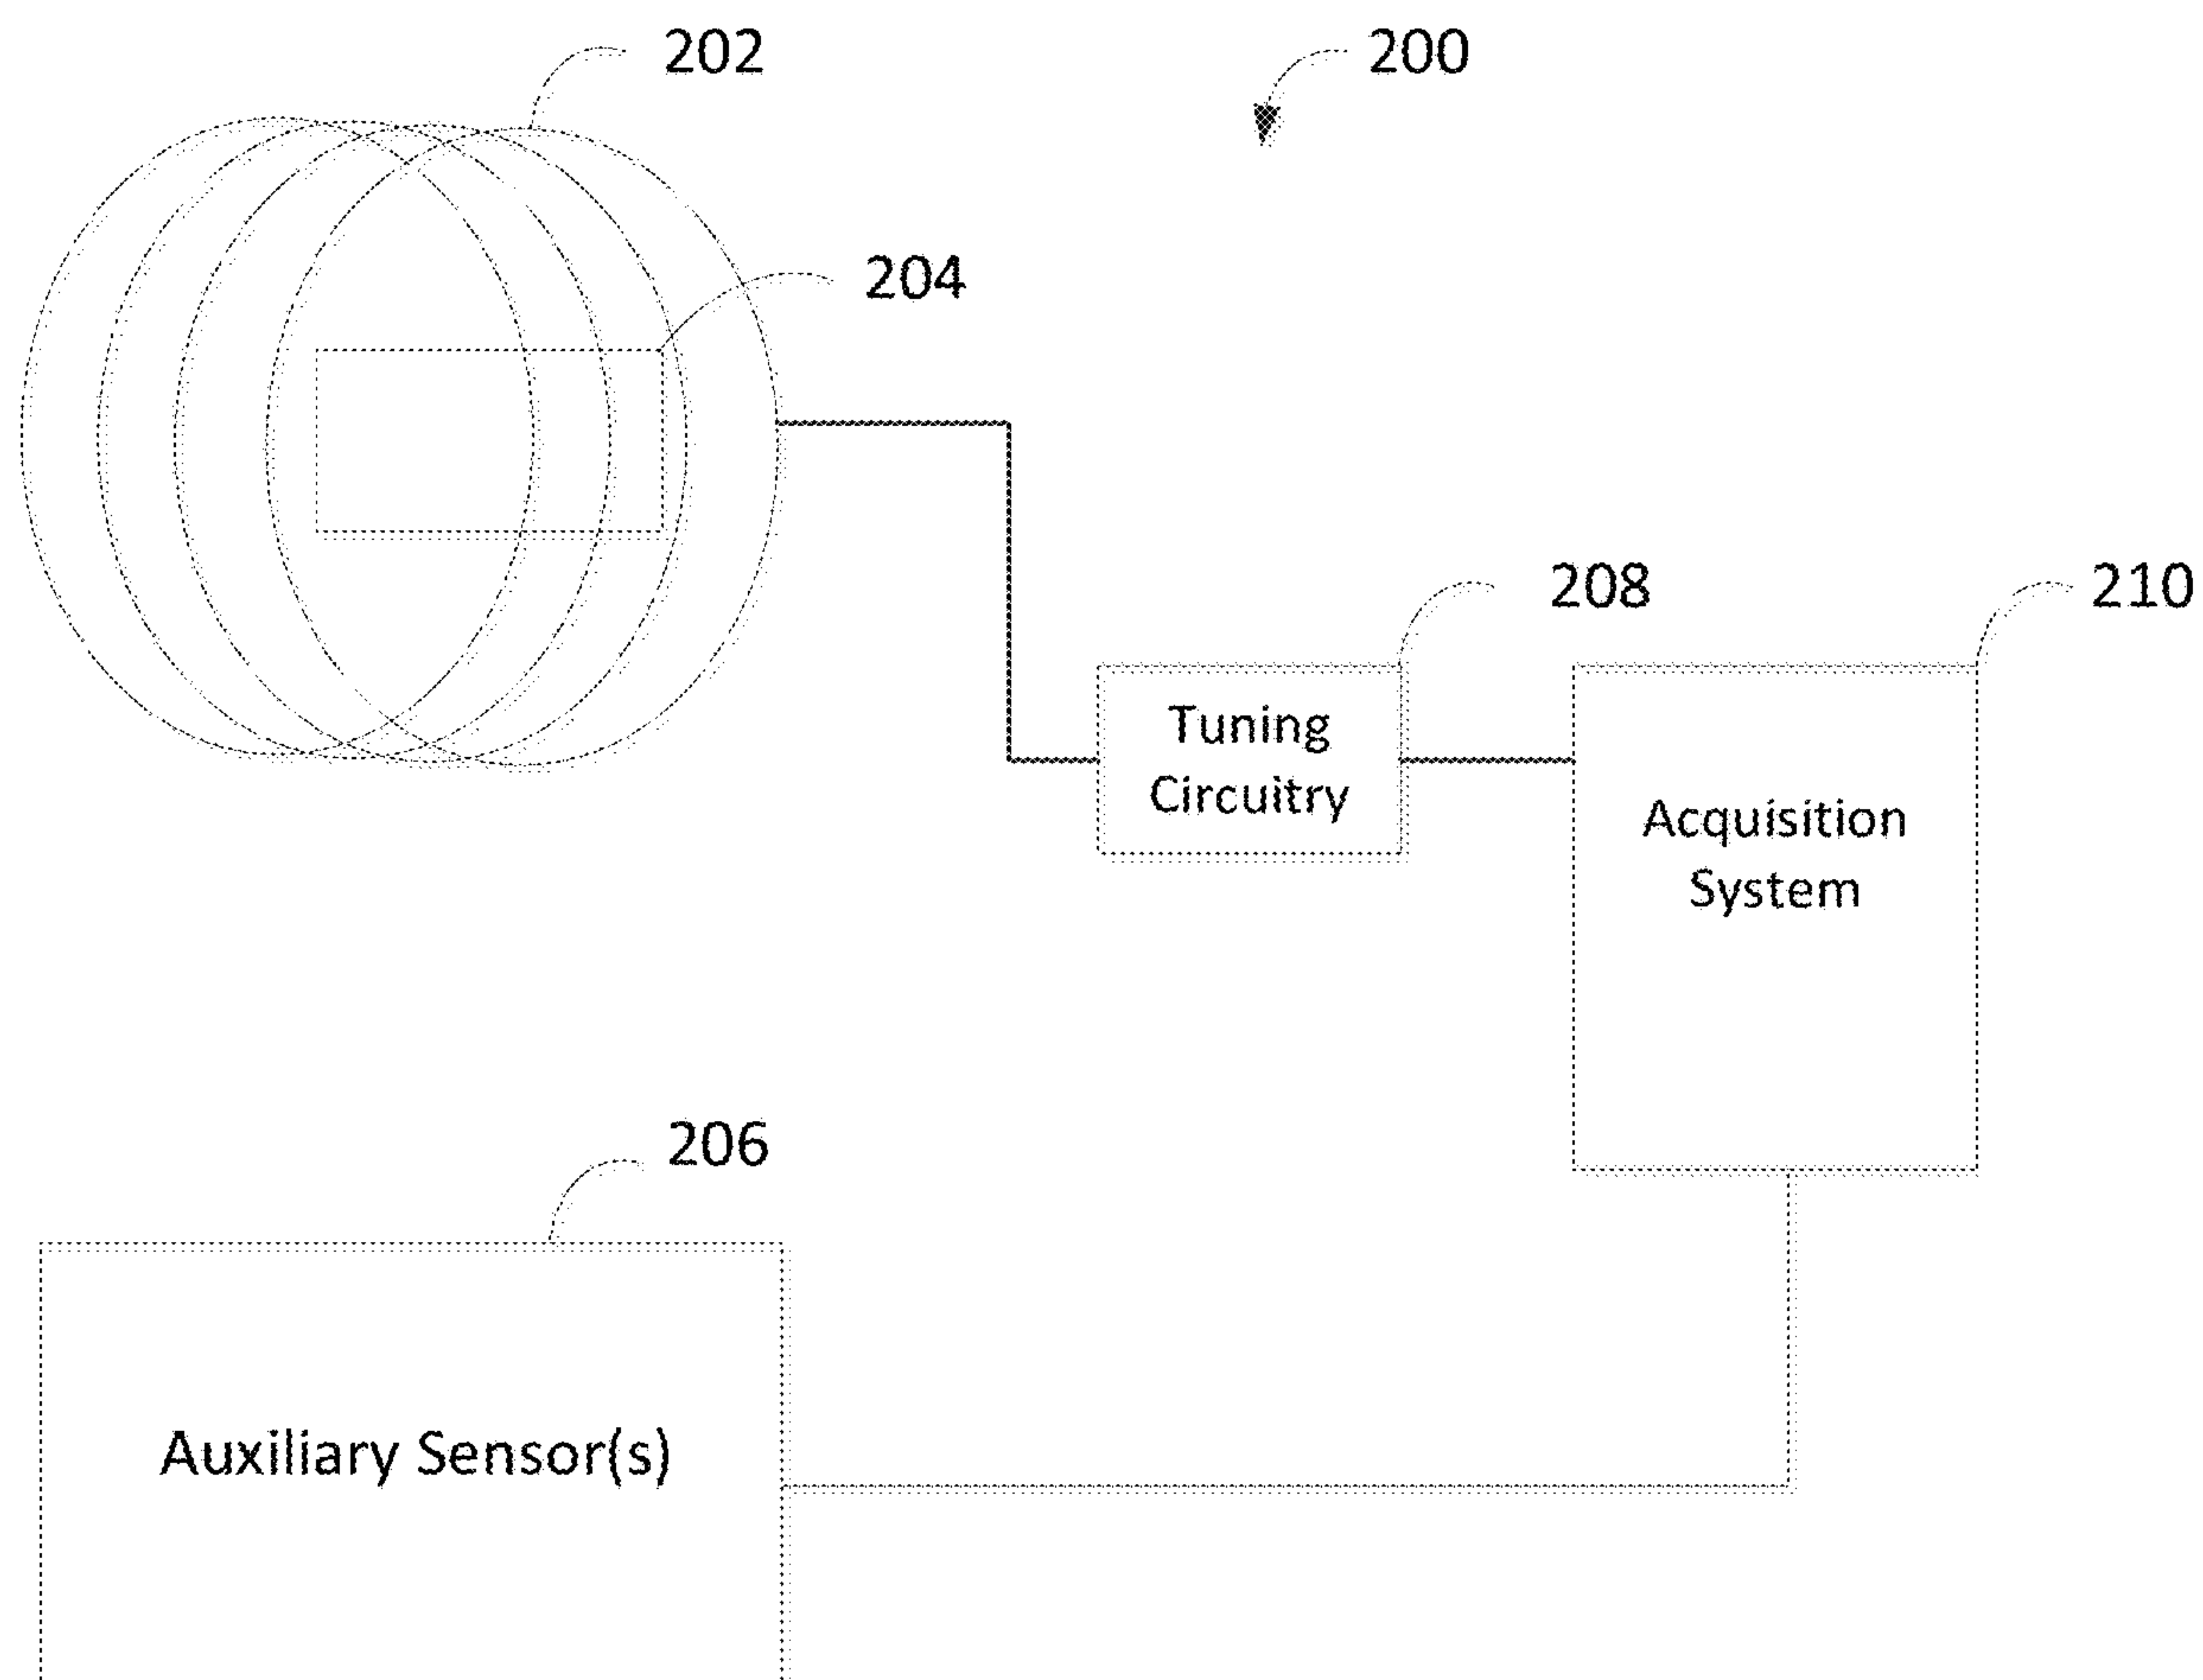 202
200
204
208
210
Tuning
Circuitry
Acquisition
System
206
Auxiliary Sensor(s)